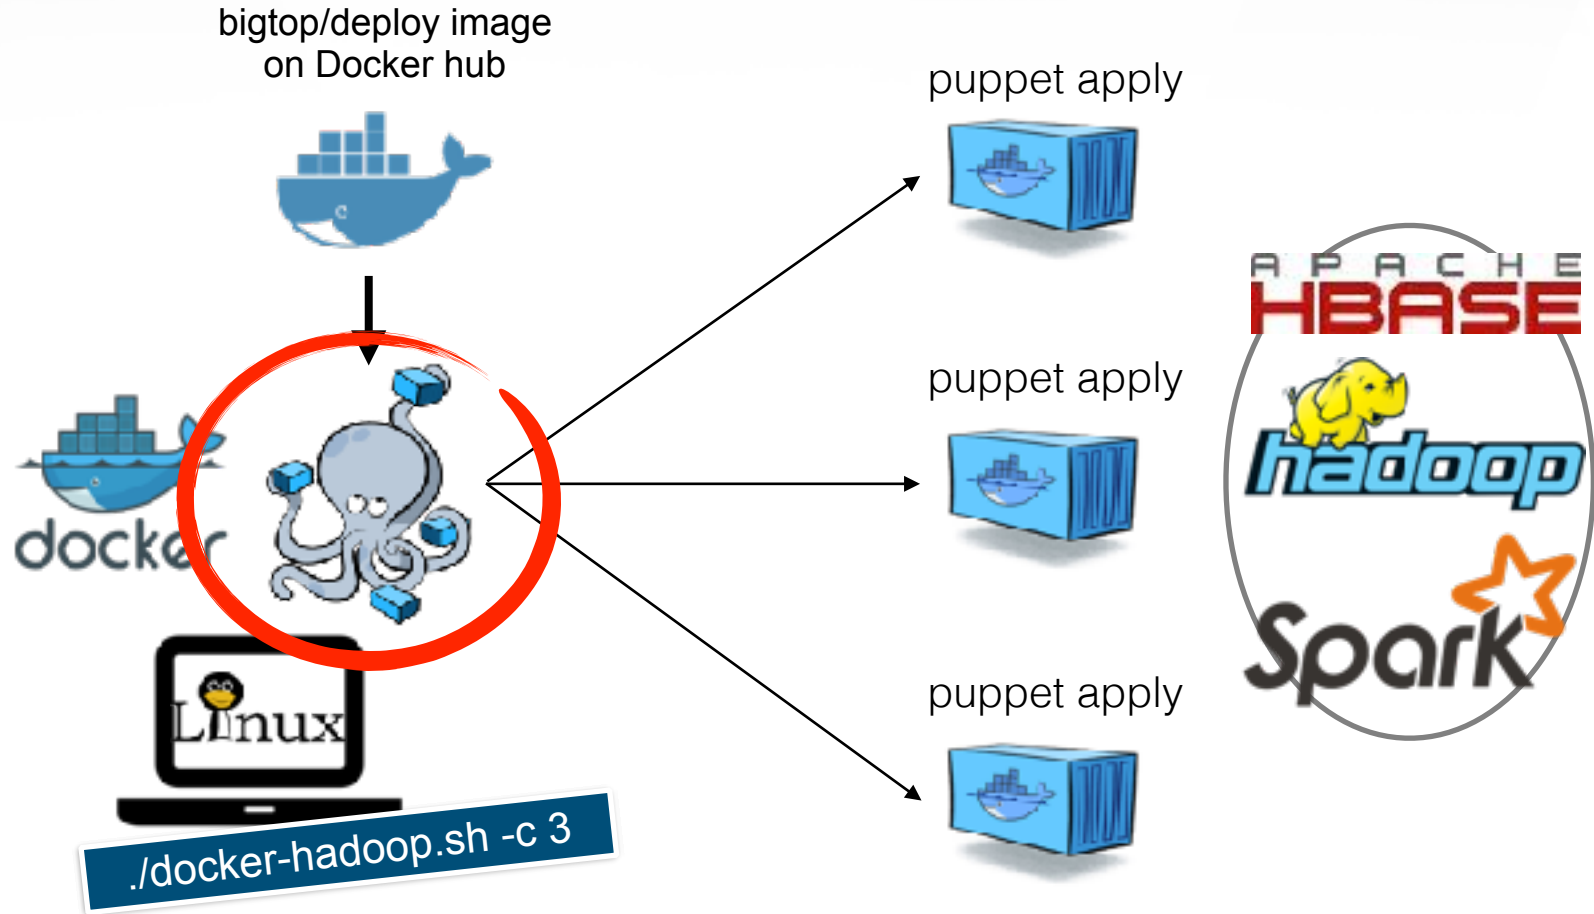 bigtop/deploy image
on Docker hub
puppet apply
APACHE
HBASE
puppet apply
hadoop
docker
Spark
Linux
puppet apply
./docker-hadoop.sh -c 3